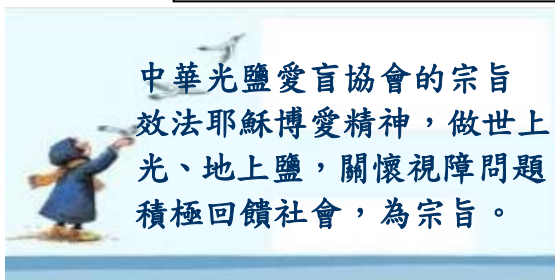 中華光鹽愛盲協會的宗旨
效法耶穌博愛精神，做世上
光、地上鹽，關懷視障問題
積極回饋社會，為宗旨。